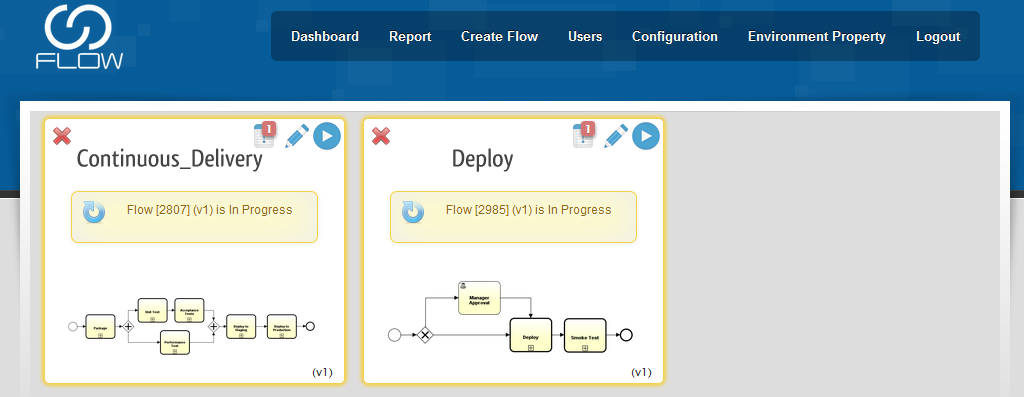 FLOW
Dashboard Report Create Flow Users Configuration Environment Property Logout
1
Continuous_Delivery
Flow [2807] (v1) is In Progress
Package
Unit Test
Acceptance
Tests
Performance
Test
Deploy to
Staging
Deploy to
Production
(v1)
1
Deploy
Flow [2985] (v1) is In Progress
Manager
Approval
Deploy
Smoke Test
(v1)